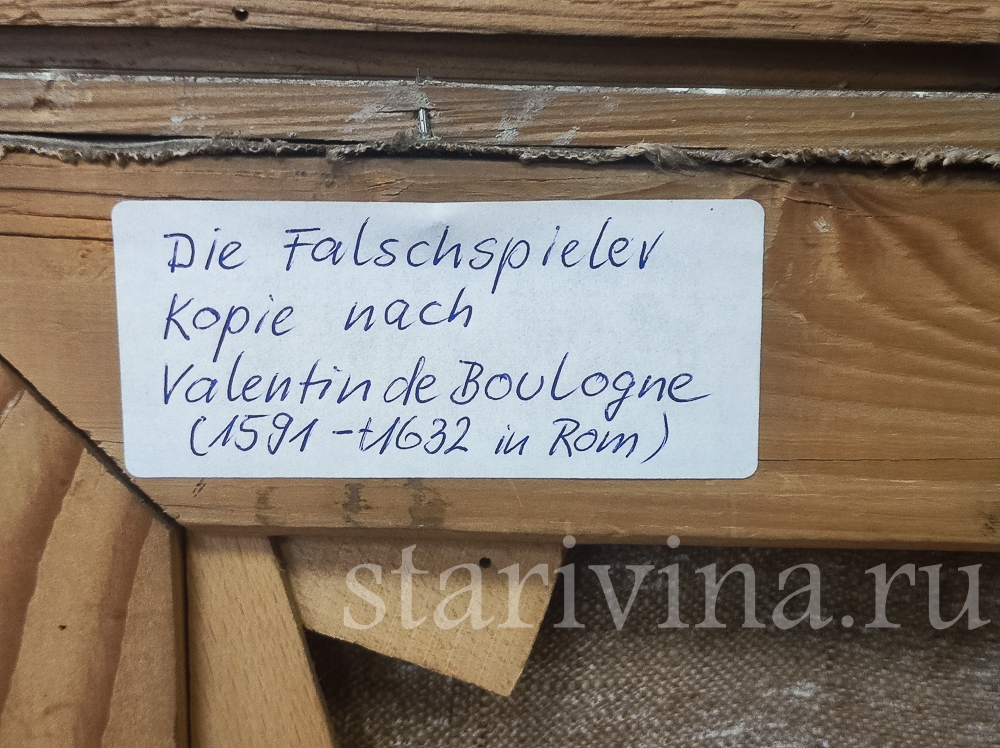 Die Falschspieler
Kopie nach
Valentin de Boulogne
(1591 - †1632 in Rom)
starivina.ru